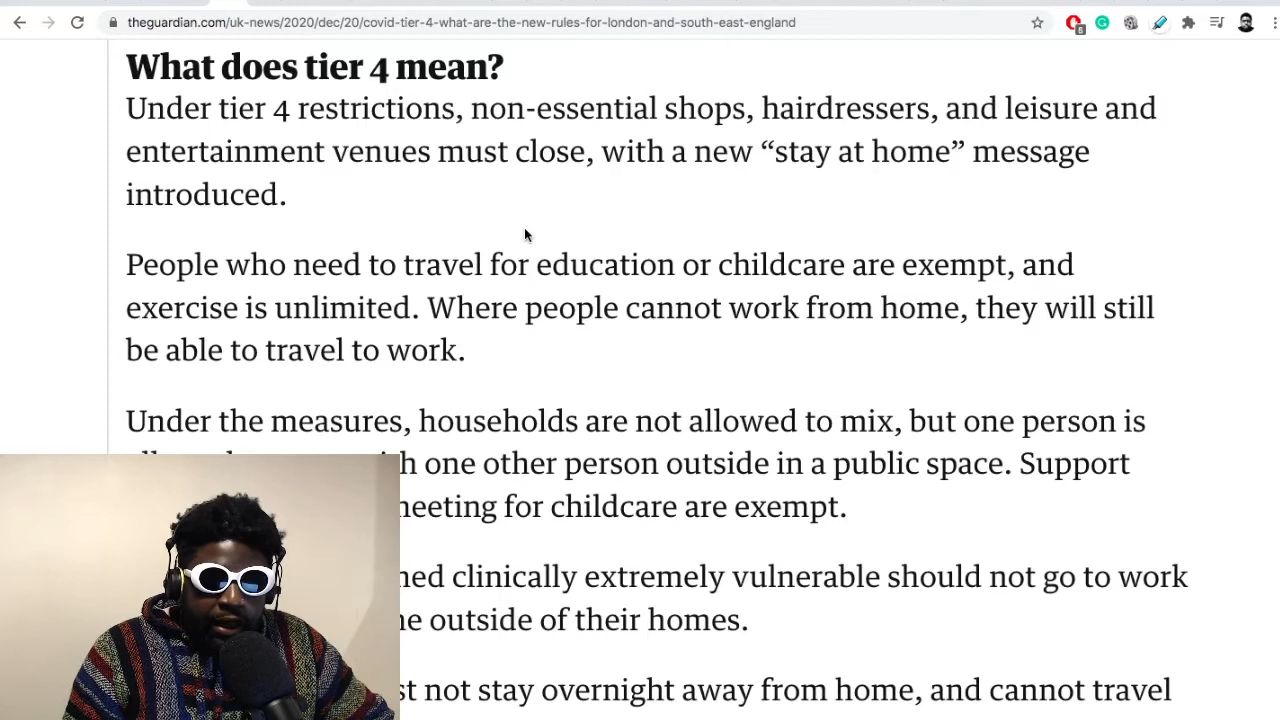 theguardian.com/uk-news/2020/dec/20/covid-tier-4-what-are-the-new-rules-for-london-and-south-east-england
5
What does tier 4 mean?
Under tier 4 restrictions, non-essential shops, hairdressers, and leisure and
entertainment venues must close, with a new “stay at home” message
introduced.
People who need to travel for education or childcare are exempt, and
exercise is unlimited. Where people cannot work from home, they will still
be able to travel to work.
Under the measures, households are not allowed to mix, but one person is
one other person outside in a public space. Support
meeting for childcare are exempt.
clinically extremely vulnerable should not go to work
outside of their homes.
not stay overnight away from home, and cannot travel